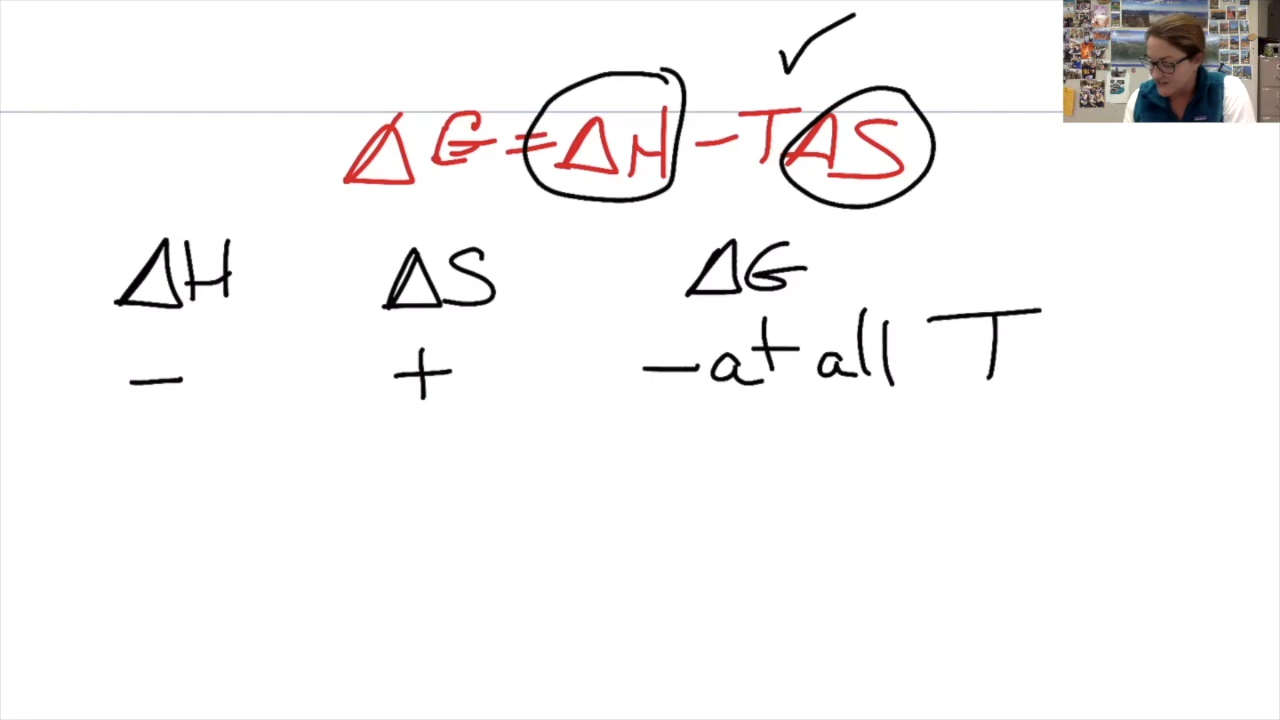 ΔG = ΔH - TΔS
ΔH ΔS ΔG
- + - at all T